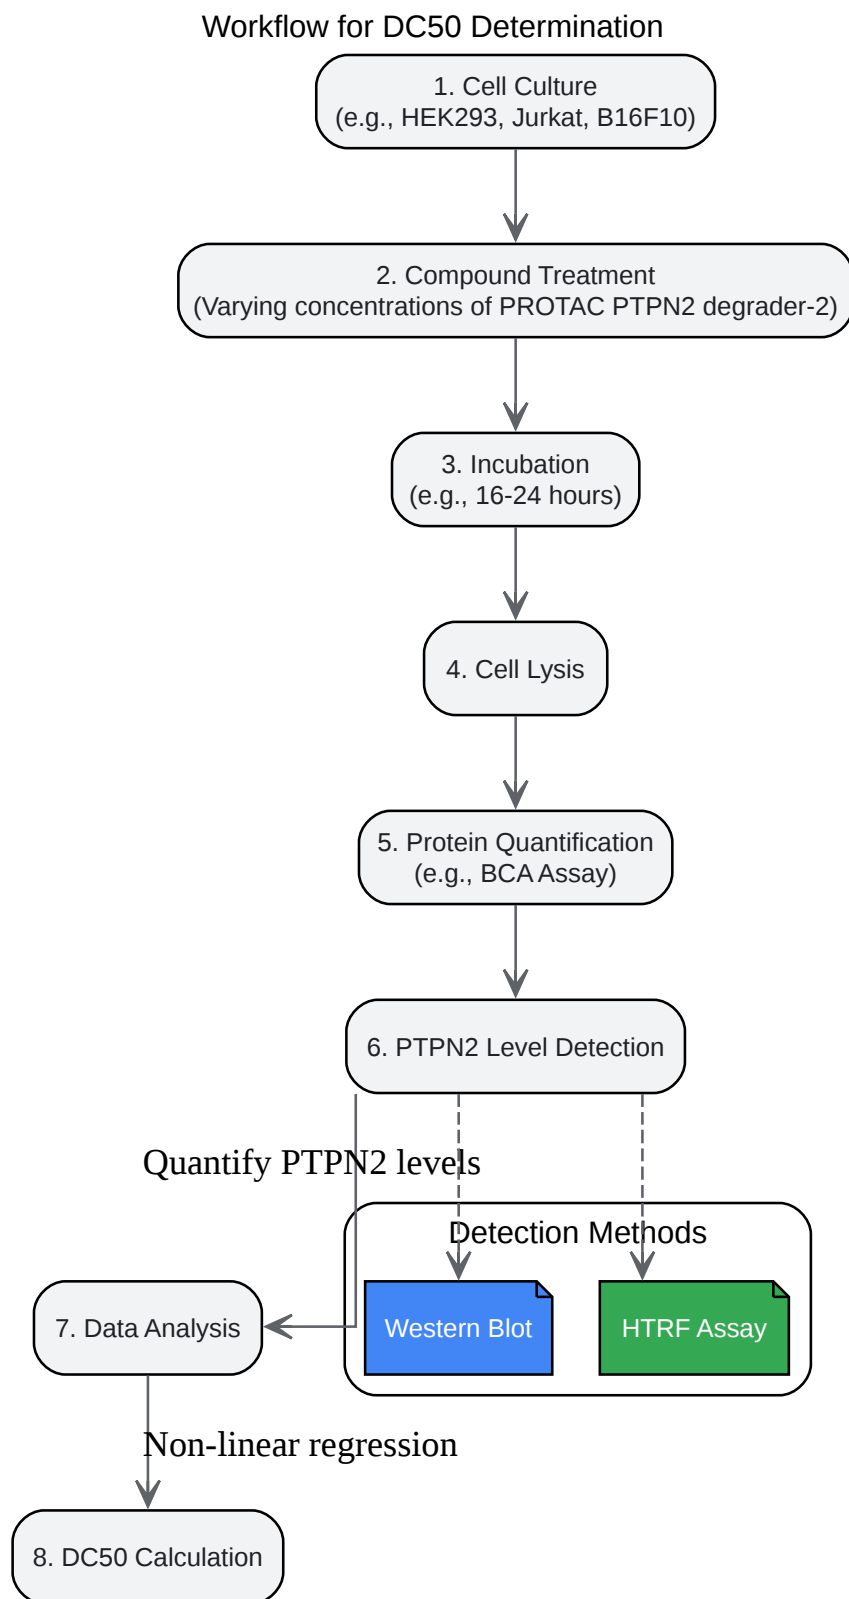 Workflow for DC50 Determination
1. Cell Culture
(e.g., HEK293, Jurkat, B16F10)
2. Compound Treatment
(Varying concentrations of PROTAC PTPN2 degrader-2)
3. Incubation
(e.g., 16-24 hours)
4. Cell Lysis
5. Protein Quantification
(e.g., BCA Assay)
6. PTPN2 Level Detection
Quantify PTPN2 levels
Detection Methods
Western Blot
HTRF Assay
7. Data Analysis
Non-linear regression
8. DC50 Calculation